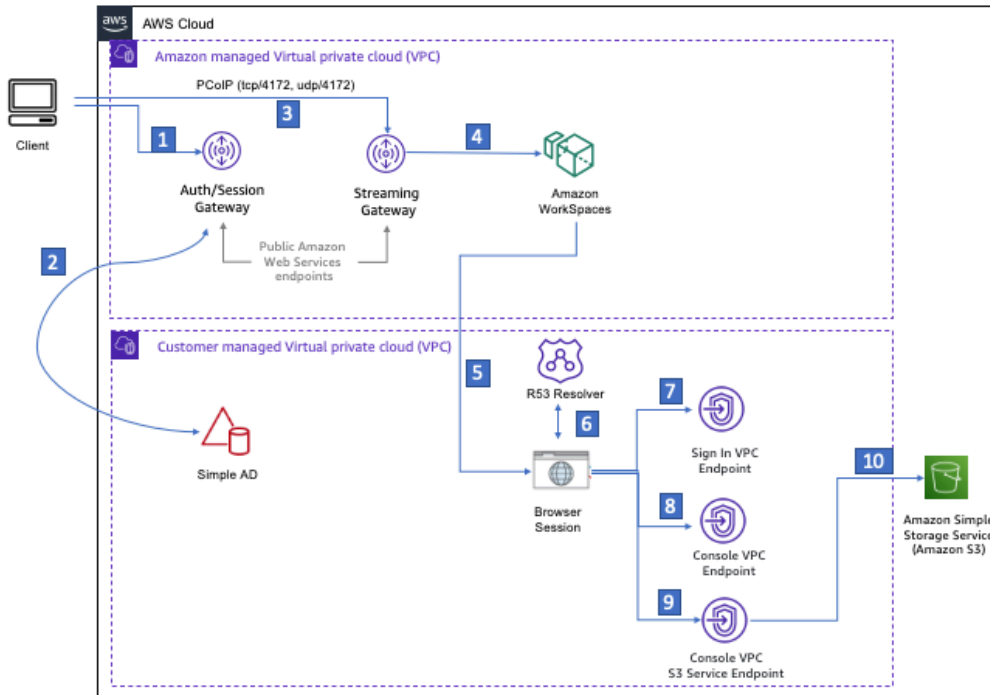 aws
AWS Cloud
Amazon managed Virtual private cloud (VPC)
PCoIP (tcp/4172, udp/4172)
3
1
4
Client
Auth/Session
Gateway
Streaming
Gateway
Amazon
WorkSpaces
Public Amazon
Web Services
endpoints
2
Customer managed Virtual private cloud (VPC)
5
R53 Resolver
6
7
Sign In VPC
Endpoint
Simple AD
Browser
Session
8
Console VPC
Endpoint
10
Amazon Simple
Storage Service
(Amazon S3)
9
Console VPC
S3 Service Endpoint